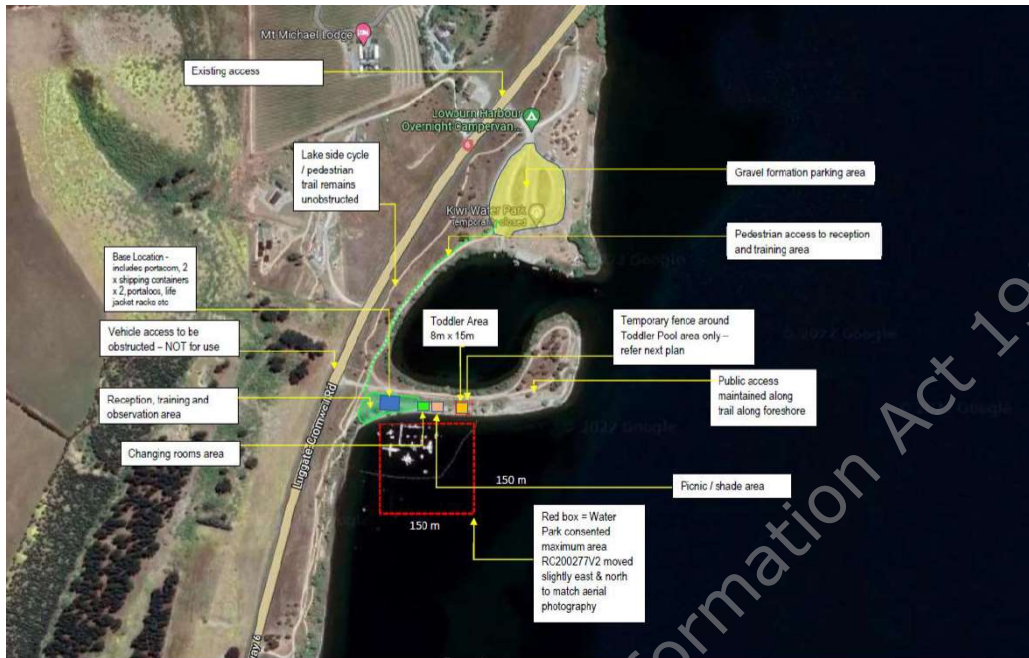 Mt Michael Lodge
Existing access
Lowburn Harbour
Overnight Campervan...
6
Lake side cycle
/ pedestrian
trail remains
unobstructed
Gravel formation parking area
Kiwi Water Park
Temporarily closed
Pedestrian access to reception
and training area
Base Location -
includes portacom, 2
x shipping containers
x 2, portaloos, life
jacket racks etc
Toddler Area
8m x 15m
Temporary fence around
Toddler Pool area only –
refer next plan
Vehicle access to be
obstructed – NOT for use
Public access
maintained along
trail along foreshore
Reception, training and
observation area
Luggate-Cromwell Rd
Changing rooms area
150 m
150 m
Picnic / shade area
Red box = Water
Park consented
maximum area
RC200277V2 moved
slightly east & north
to match aerial
photography
© 2022 Google
formation Act 19